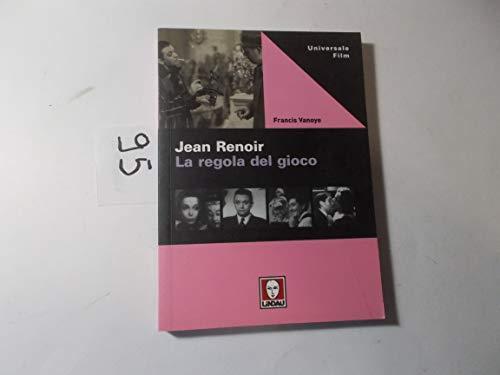 Universale
Film
Francis Vanoye
Jean Renoir
La regola del gioco
95
LINDAU